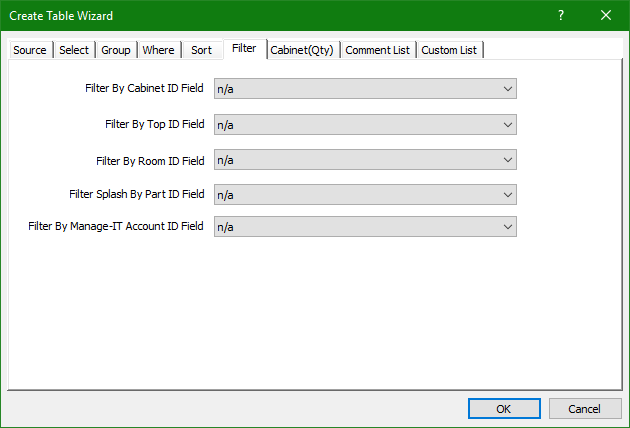 Create Table Wizard ?
Source Select Group Where Sort Filter Cabinet(Qty) Comment List Custom List
Filter By Cabinet ID Field n/a
Filter By Top ID Field n/a
Filter By Room ID Field n/a
Filter Splash By Part ID Field n/a
Filter By Manage-IT Account ID Field n/a
OK Cancel